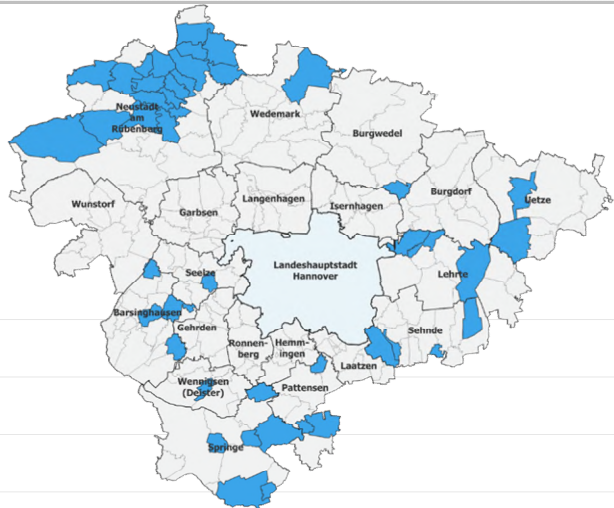 Neustadt
am
Rübenberg
Wedemark
Burgwedel
Wunstorf
Garbsen
Langenhagen
Isernhagen
Burgdorf
Uetze
Landeshauptstadt
Hannover
Seelze
Lehrte
Barsinghausen
Gehrden
Ronnen-
berg
Hemm-
ingen
Sehnde
Laatzen
Wennigsen
(Deister)
Pattensen
Springe